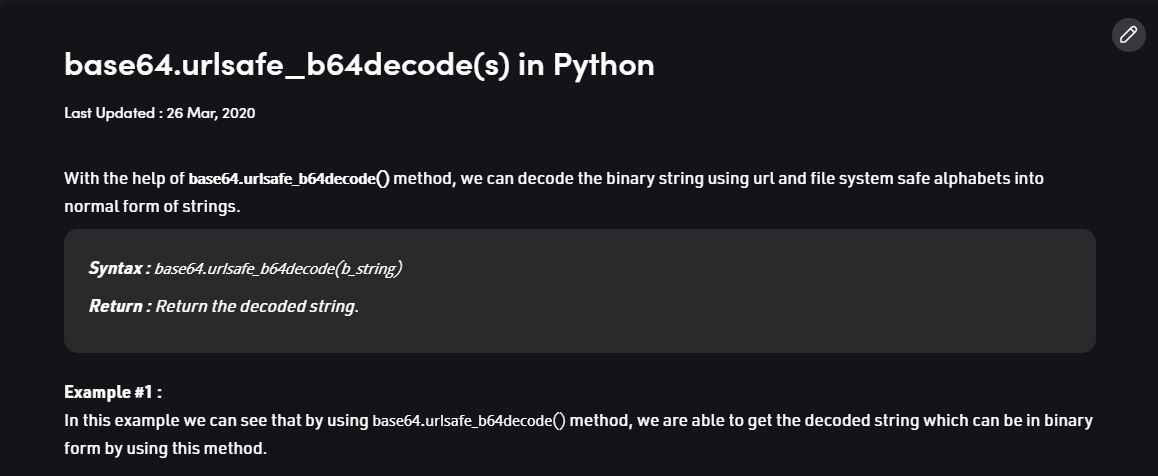 base64.urlsafe_b64decode(s) in Python
Last Updated : 26 Mar, 2020
With the help of base64.urlsafe_b64decode() method, we can decode the binary string using url and file system safe alphabets into
normal form of strings.
Syntax : base64.urlsafe_b64decode(b_string)
Return : Return the decoded string.
Example #1 :
In this example we can see that by using base64.urlsafe_b64decode() method, we are able to get the decoded string which can be in binary
form by using this method.